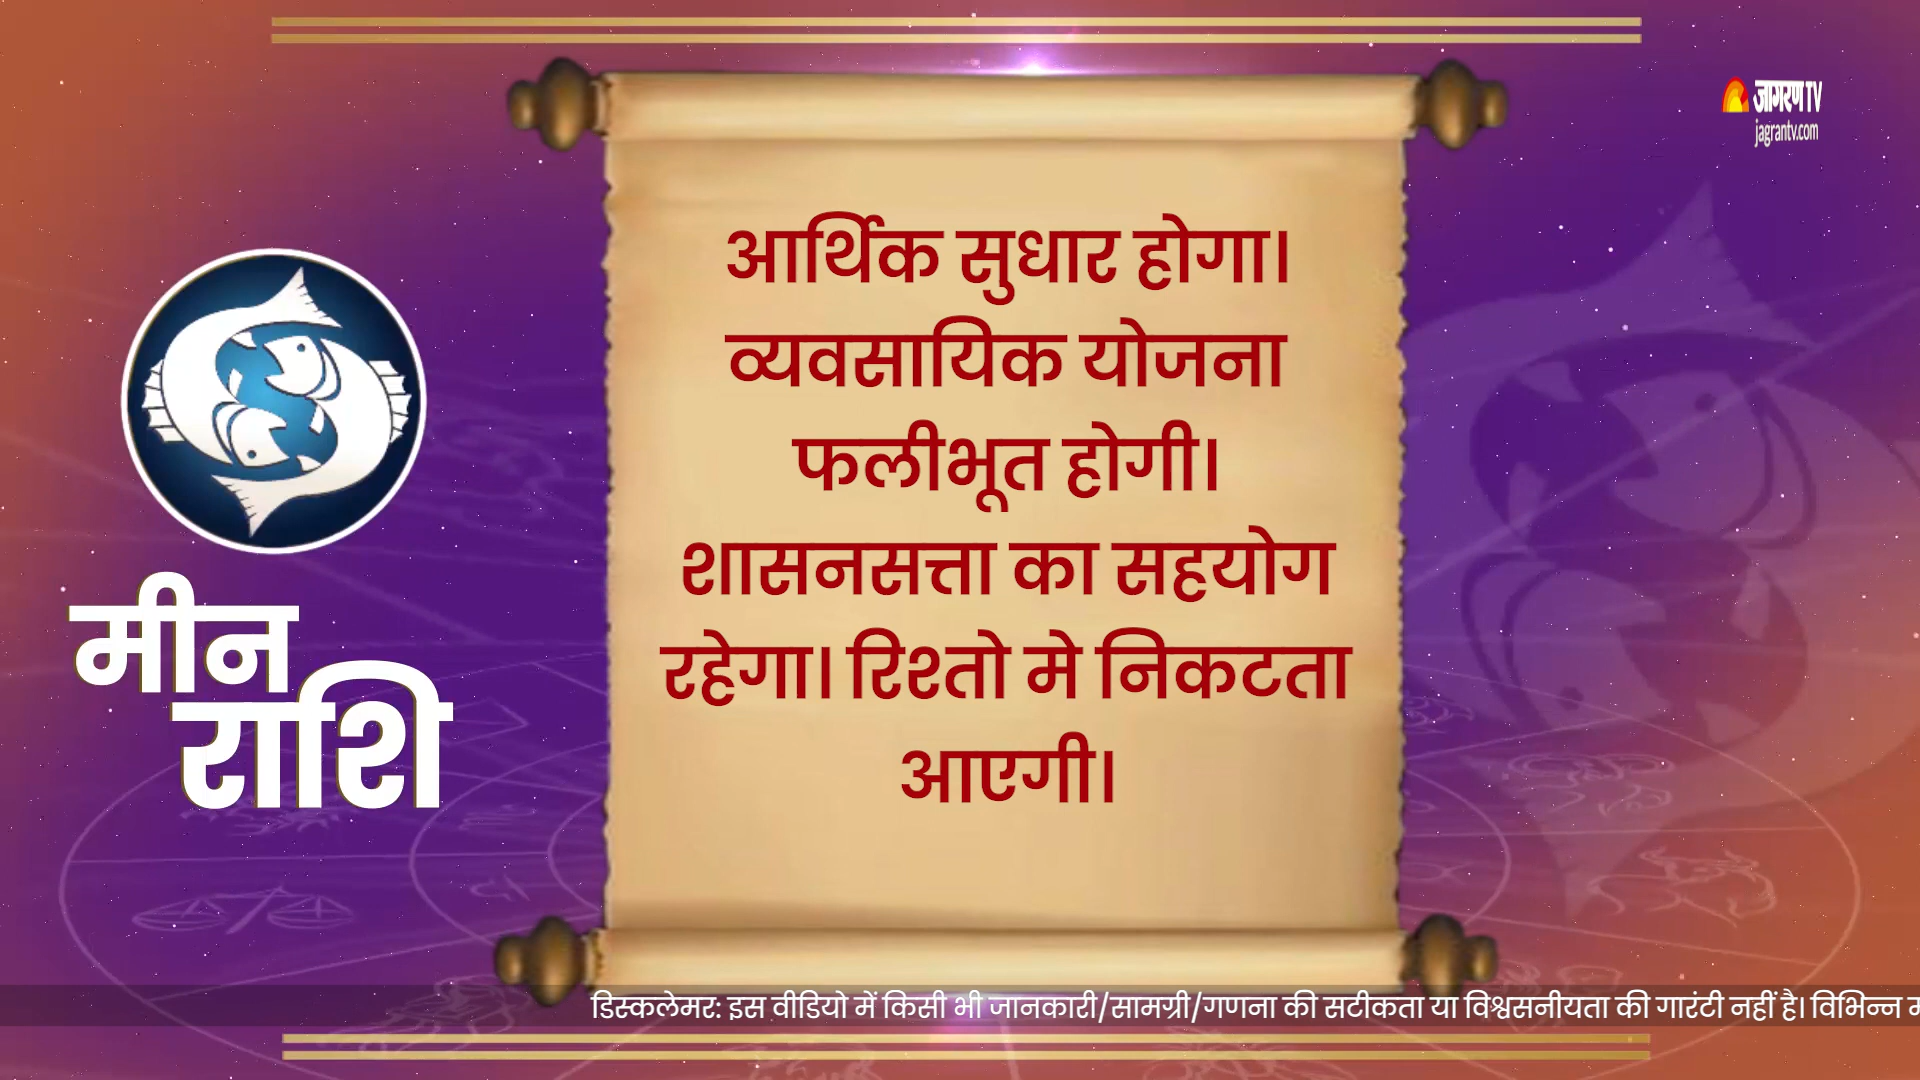 जागरण TV
jagrantv.com
आर्थिक सुधार होगा।
व्यवसायिक योजना
फलीभूत होगी।
शासनसत्ता का सहयोग
रहेगा। रिश्तो मे निकटता
आएगी।
मीन
राशि
डिस्कलेमर: इस वीडियो में किसी भी जानकारी/सामग्री/गणना की सटीकता या विश्वसनीयता की गारंटी नहीं है। विभिन्न